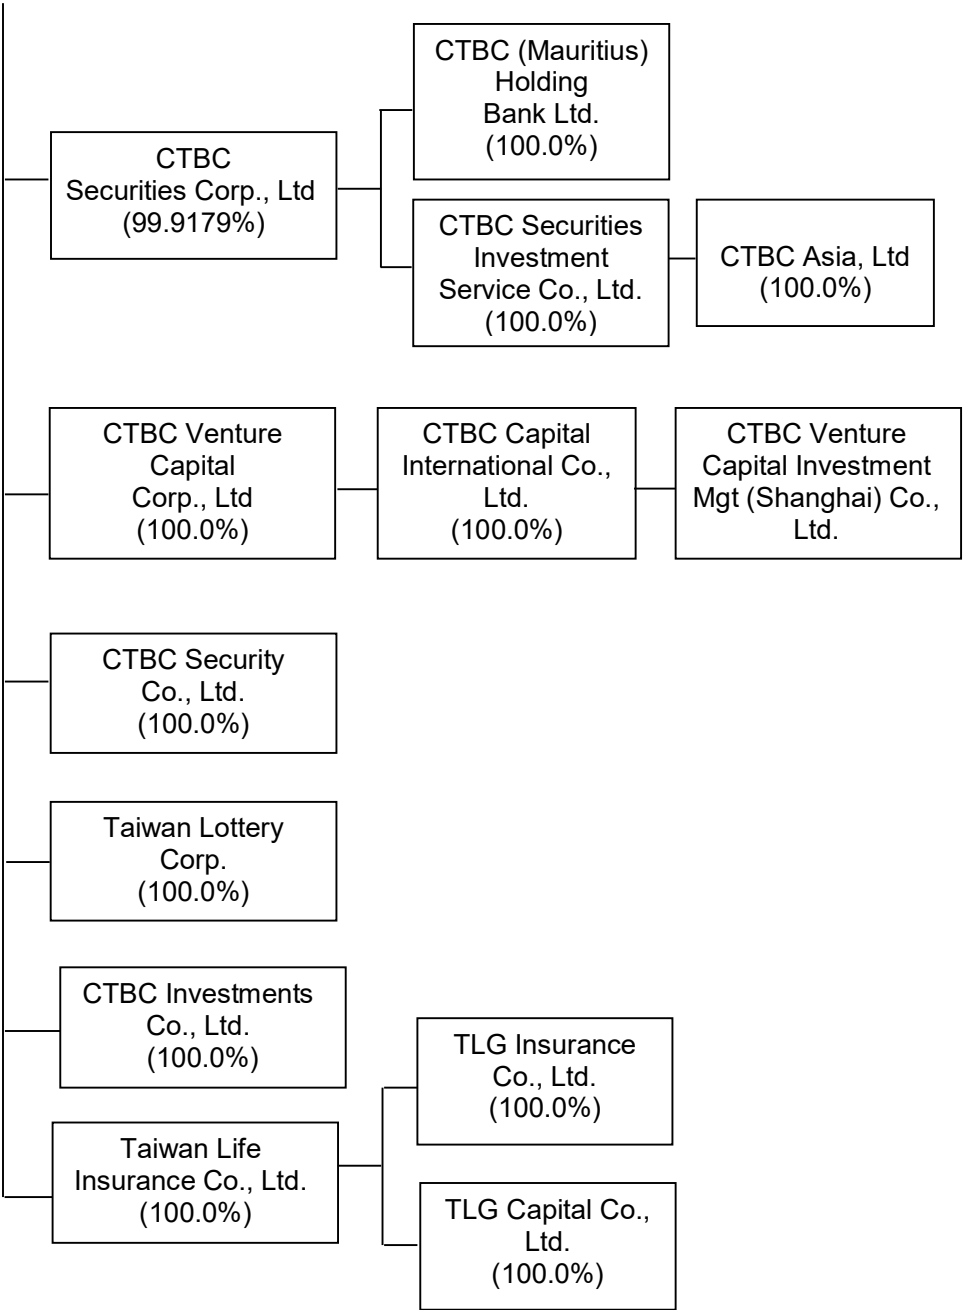 CTBC (Mauritius)
Holding
Bank Ltd.
(100.0%)
CTBC
Securities Corp., Ltd
(99.9179%)
CTBC Securities
Investment
Service Co., Ltd.
(100.0%)
CTBC Asia, Ltd
(100.0%)
CTBC Venture
Capital
Corp., Ltd
(100.0%)
CTBC Capital
International Co.,
Ltd.
(100.0%)
CTBC Venture
Capital Investment
Mgt (Shanghai) Co.,
Ltd.
CTBC Security
Co., Ltd.
(100.0%)
Taiwan Lottery
Corp.
(100.0%)
CTBC Investments
Co., Ltd.
(100.0%)
TLG Insurance
Co., Ltd.
(100.0%)
Taiwan Life
Insurance Co., Ltd.
(100.0%)
TLG Capital Co.,
Ltd.
(100.0%)